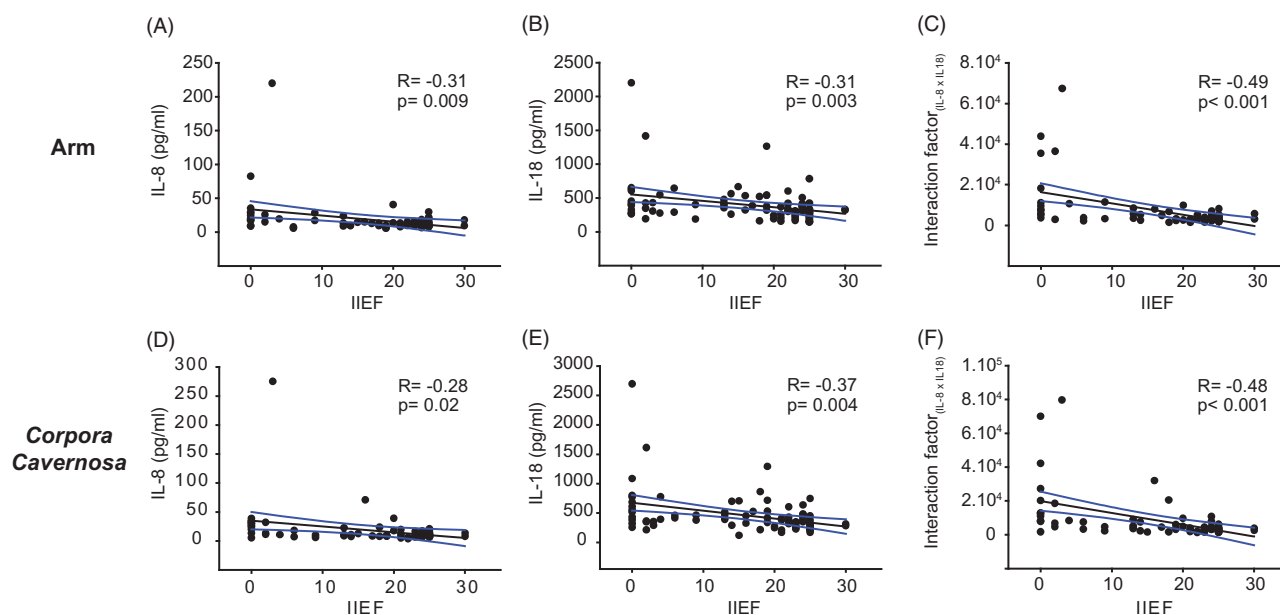 (A)
IL-8 (pg/ml)
250
200
150
100
50
0
0 10 20 30
IIEF
R= -0.31
p= 0.009
(B)
IL-18 (pg/ml)
2500
2000
1500
1000
500
0
0 10 20 30
IIEF
R= -0.31
p= 0.003
(C)
Interaction factor(IL-8 x IL18)
8.10⁴
6.10⁴
4.10⁴
2.10⁴
0
0 10 20 30
IIEF
R= -0.49
p< 0.001
Arm
(D)
IL-8 (pg/ml)
300
250
200
150
100
50
0
0 10 20 30
IIEF
R= -0.28
p= 0.02
(E)
IL-18 (pg/ml)
3000
2500
2000
1500
1000
500
0
0 10 20 30
IIEF
R= -0.37
p= 0.004
(F)
Interaction factor(IL-8 x IL18)
1.10⁵
8.10⁴
6.10⁴
4.10⁴
2.10⁴
0
0 10 20 30
IIEF
R= -0.48
p< 0.001
Corpora
Cavernosa